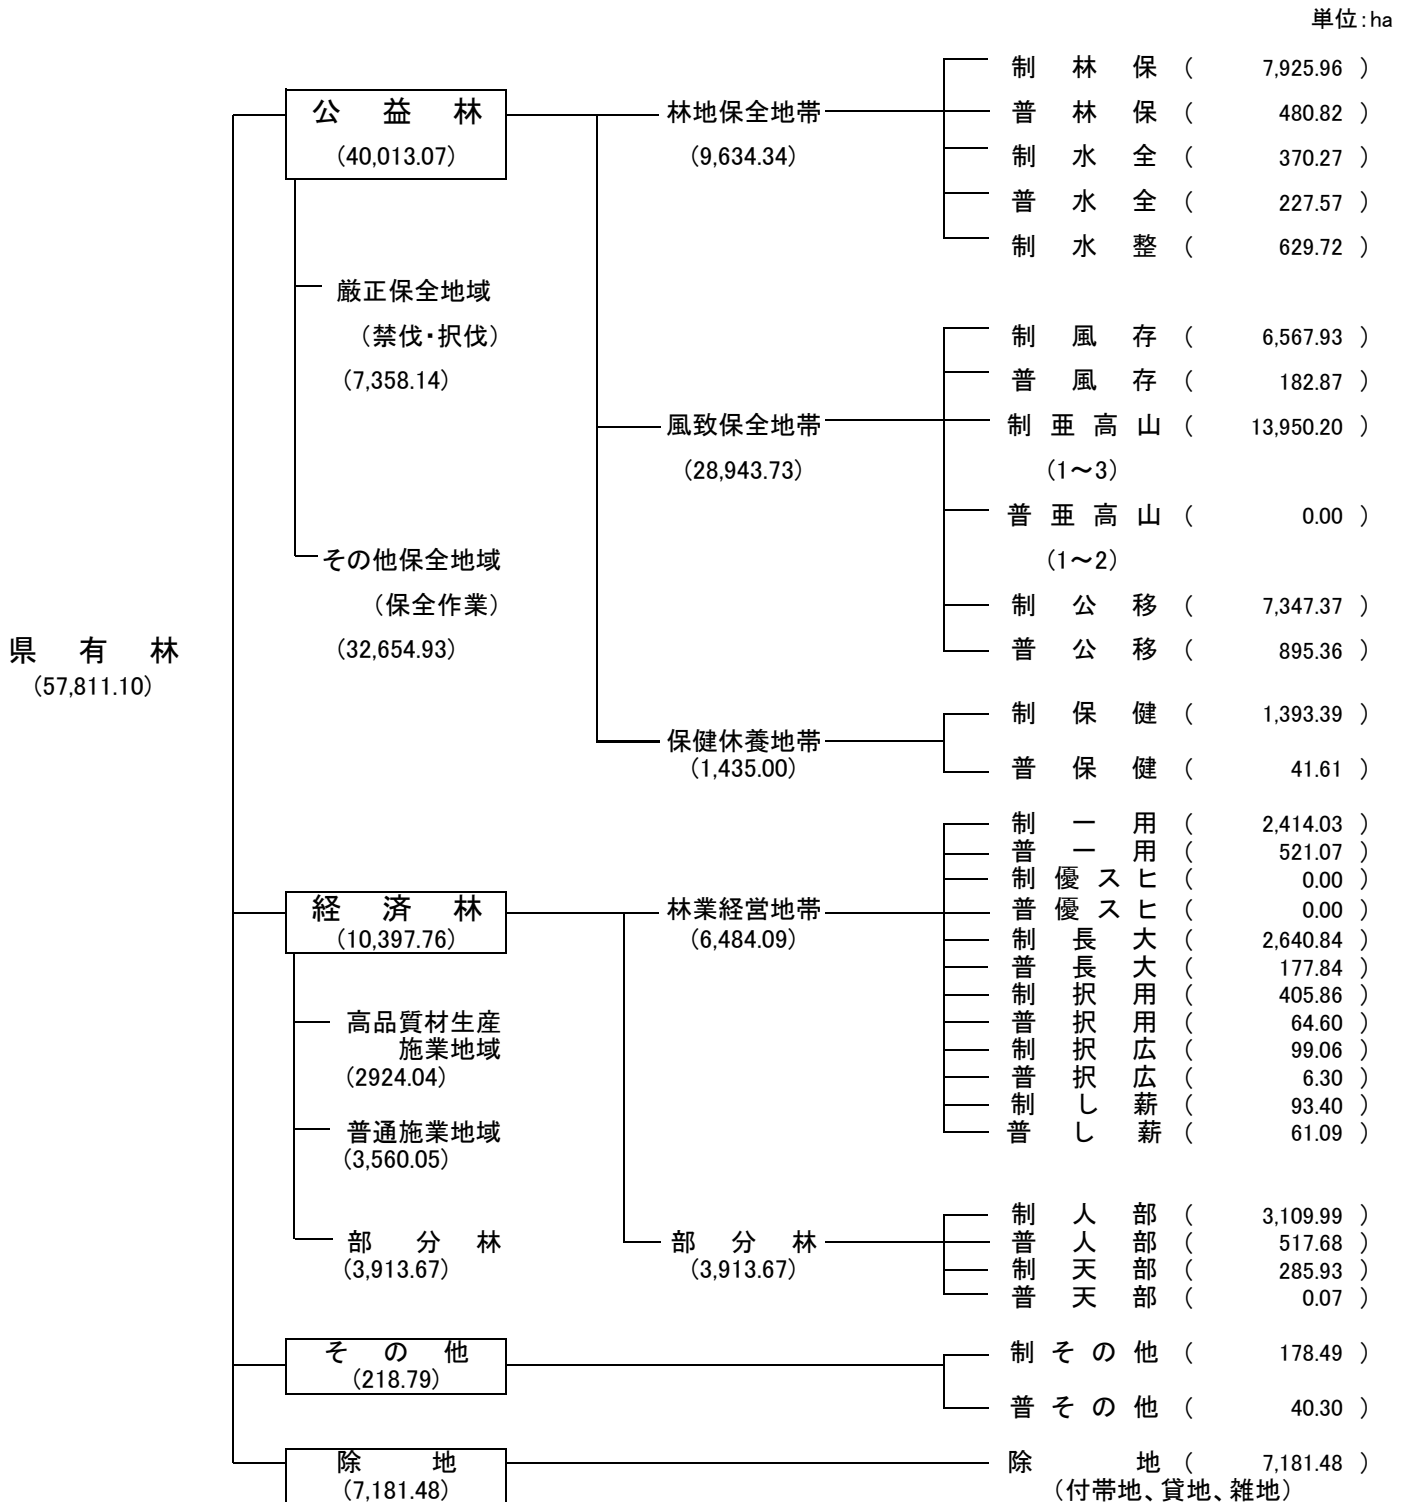 単位：ha
県有林
（57,811.10）
公益林
（40,013.07）
厳正保全地域
（禁伐・択伐）
（7,358.14）
その他保全地域
（保全作業）
（32,654.93）
林地保全地帯
（9,634.34）
制林保（ 7,925.96 ）
普林保（ 480.82 ）
制水全（ 370.27 ）
普水全（ 227.57 ）
制水整（ 629.72 ）
風致保全地帯
（28,943.73）
制風存（ 6,567.93 ）
普風存（ 182.87 ）
制亜高山（ 13,950.20 ）
（1～3）
普亜高山（ 0.00 ）
（1～2）
制公移（ 7,347.37 ）
普公移（ 895.36 ）
保健休養地帯
（1,435.00）
制保健（ 1,393.39 ）
普保健（ 41.61 ）
経済林
（10,397.76）
高品質材生産
施業地域
（2924.04）
普通施業地域
（3,560.05）
部分林
（3,913.67）
林業経営地帯
（6,484.09）
制一用（ 2,414.03 ）
普一用（ 521.07 ）
制優スヒ（ 0.00 ）
普優スヒ（ 0.00 ）
制長大（ 2,640.84 ）
普長大（ 177.84 ）
制択用（ 405.86 ）
普択用（ 64.60 ）
制択広（ 99.06 ）
普択広（ 6.30 ）
制し薪（ 93.40 ）
普し薪（ 61.09 ）
部分林
（3,913.67）
制人部（ 3,109.99 ）
普人部（ 517.68 ）
制天部（ 285.93 ）
普天部（ 0.07 ）
その他
（218.79）
制その他（ 178.49 ）
普その他（ 40.30 ）
除地
（7,181.48）
除地（ 7,181.48 ）
（付帯地、貸地、雑地）